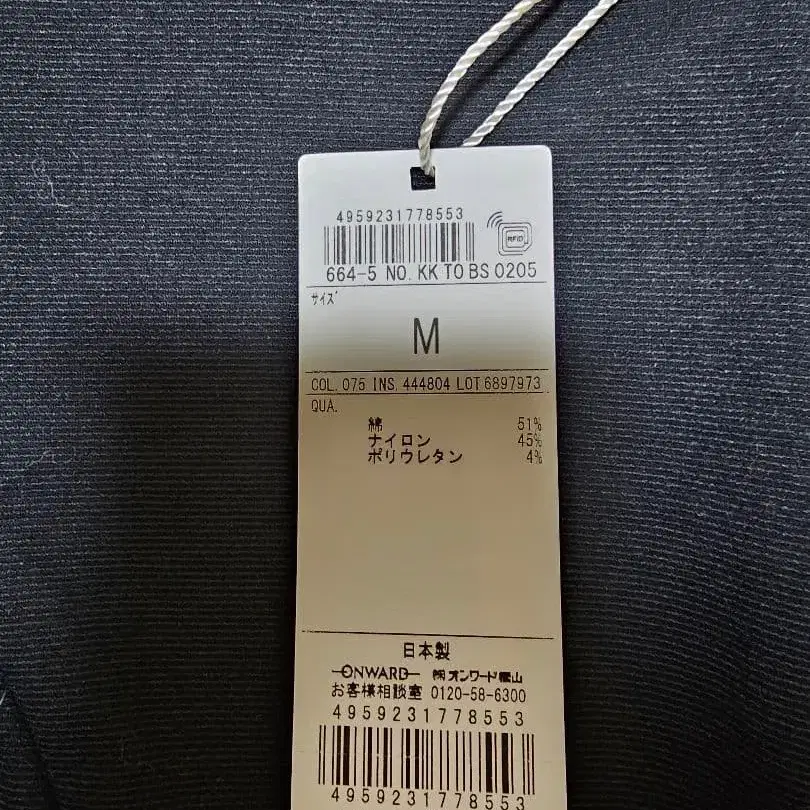 4959231778553
RFID
664-5 NO. KK TO BS 0205
サイズ
M
COL. 075 INS. 444804 LOT 6897973
QUA.
綿 51%
ナイロン 45%
ポリウレタン 4%
日本製
ONWARD ㈱オンワード樫山
お客様相談室 0120-58-6300
4959231778553
4959231778553